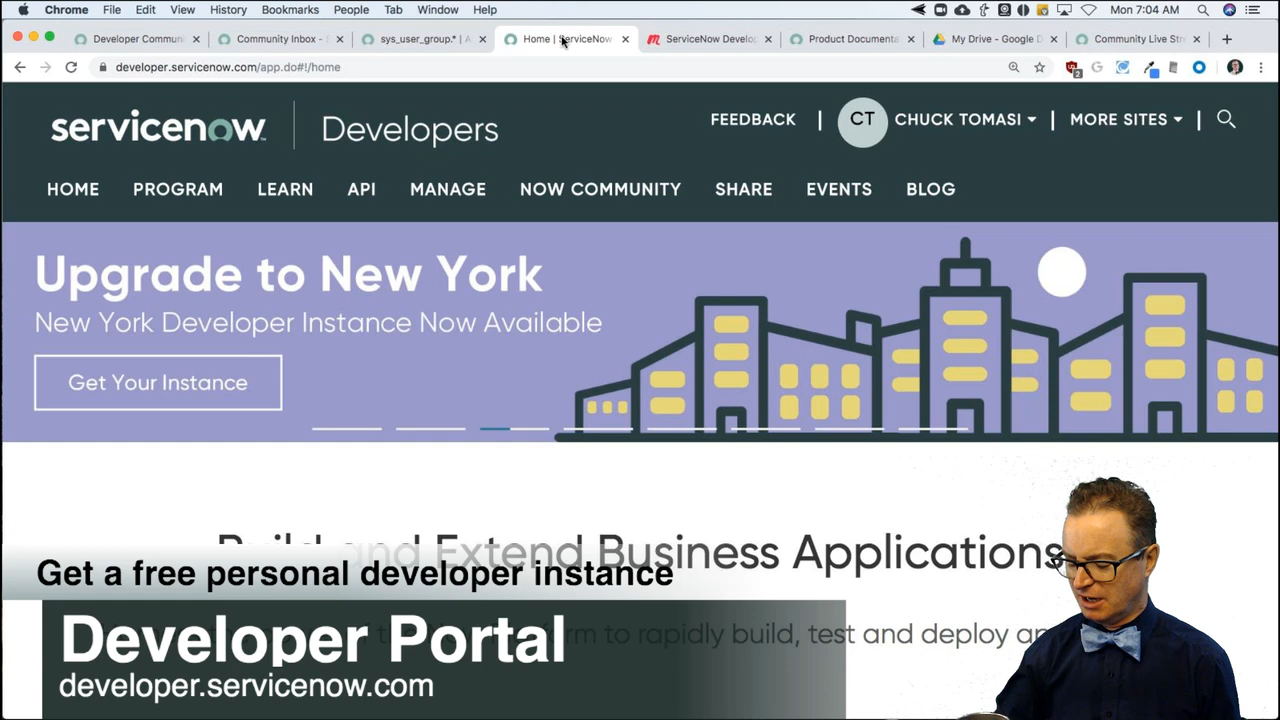 Chrome File Edit View History Bookmarks People Tab Window Help Mon 7:04 AM
Developer Commun Community Inbox - S sys_user_group.* | A Home | ServiceNow ServiceNow Develop Product Documenta My Drive - Google D Community Live Stre
developer.servicenow.com/app.do#!/home
servicenow Developers
FEEDBACK | CT CHUCK TOMASI | MORE SITES |
HOME PROGRAM LEARN API MANAGE NOW COMMUNITY SHARE EVENTS BLOG
Upgrade to New York
New York Developer Instance Now Available
Get Your Instance
Build and Extend Business Applications
Get a free personal developer instance
Developer Portal
to rapidly build, test and deploy
developer.servicenow.com